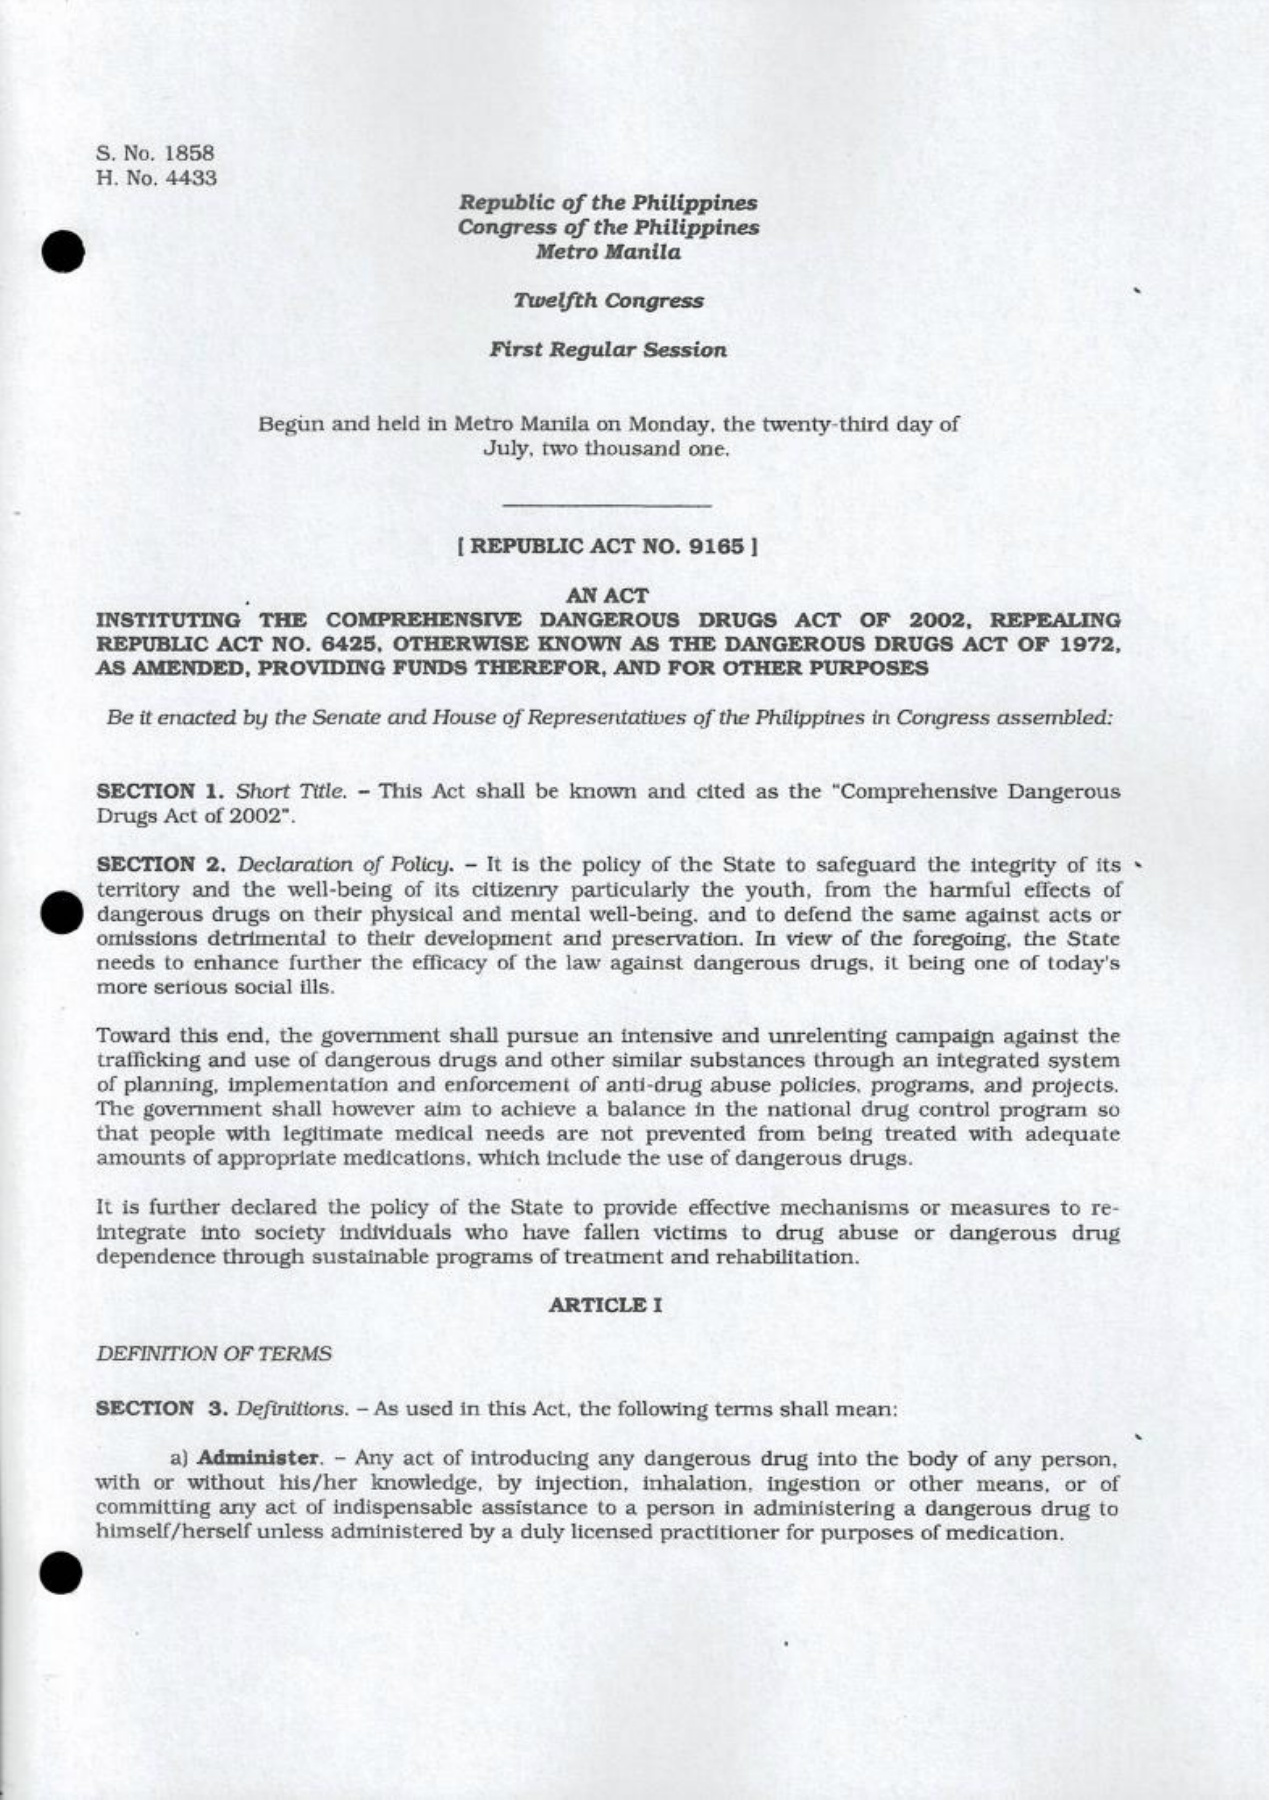 S. No. 1858
H. No. 4433
Republic of the Philippines
Congress of the Philippines
Metro Manila
Twelfth Congress
First Regular Session
Begun and held in Metro Manila on Monday, the twenty-third day of
July, two thousand one.
[ REPUBLIC ACT NO. 9165 ]
AN ACT
INSTITUTING THE COMPREHENSIVE DANGEROUS DRUGS ACT OF 2002, REPEALING
REPUBLIC ACT NO. 6425, OTHERWISE KNOWN AS THE DANGEROUS DRUGS ACT OF 1972,
AS AMENDED, PROVIDING FUNDS THEREFOR, AND FOR OTHER PURPOSES
Be it enacted by the Senate and House of Representatives of the Philippines in Congress assembled:
SECTION 1. Short Title. – This Act shall be known and cited as the "Comprehensive Dangerous
Drugs Act of 2002".
SECTION 2. Declaration of Policy. – It is the policy of the State to safeguard the integrity of its
territory and the well-being of its citizenry particularly the youth, from the harmful effects of
dangerous drugs on their physical and mental well-being, and to defend the same against acts or
omissions detrimental to their development and preservation. In view of the foregoing, the State
needs to enhance further the efficacy of the law against dangerous drugs, it being one of today's
more serious social ills.
Toward this end, the government shall pursue an intensive and unrelenting campaign against the
trafficking and use of dangerous drugs and other similar substances through an integrated system
of planning, implementation and enforcement of anti-drug abuse policies, programs, and projects.
The government shall however aim to achieve a balance in the national drug control program so
that people with legitimate medical needs are not prevented from being treated with adequate
amounts of appropriate medications, which include the use of dangerous drugs.
It is further declared the policy of the State to provide effective mechanisms or measures to re-
integrate into society individuals who have fallen victims to drug abuse or dangerous drug
dependence through sustainable programs of treatment and rehabilitation.
ARTICLE I
DEFINITION OF TERMS
SECTION 3. Definitions. – As used in this Act, the following terms shall mean:
a) Administer. – Any act of introducing any dangerous drug into the body of any person,
with or without his/her knowledge, by injection, inhalation, ingestion or other means, or of
committing any act of indispensable assistance to a person in administering a dangerous drug to
himself/herself unless administered by a duly licensed practitioner for purposes of medication.